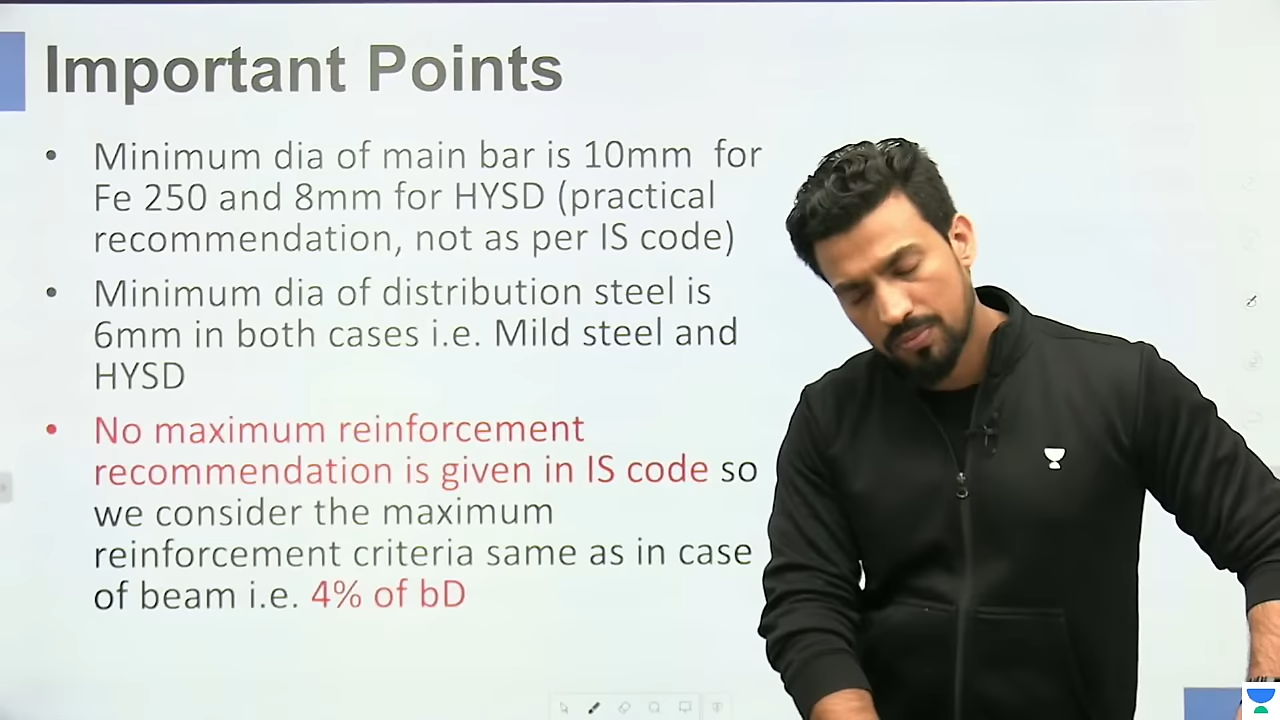 Important Points
• Minimum dia of main bar is 10mm for
Fe 250 and 8mm for HYSD (practical
recommendation, not as per IS code)
• Minimum dia of distribution steel is
6mm in both cases i.e. Mild steel and
HYSD
• No maximum reinforcement
recommendation is given in IS code so
we consider the maximum
reinforcement criteria same as in case
of beam i.e. 4% of bD